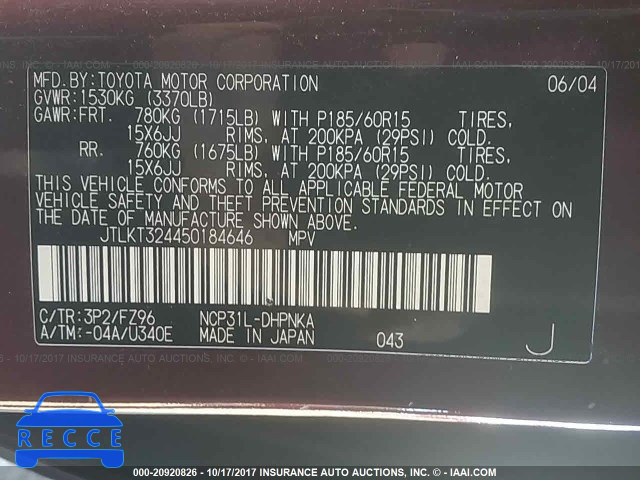 MFD.BY:TOYOTA MOTOR CORPORATION 06/04
GVWR:1530KG (3370LB)
GAWR:FRT. 780KG (1715LB) WITH P185/60R15 TIRES,
15X6JJ RIMS, AT 200KPA (29PSI) COLD.
RR. 760KG (1675LB) WITH P185/60R15 TIRES,
15X6JJ RIMS, AT 200KPA (29PSI) COLD.
THIS VEHICLE CONFORMS TO ALL APPLICABLE FEDERAL MOTOR
VEHICLE SAFETY AND THEFT PREVENTION STANDARDS IN EFFECT ON
THE DATE OF MANUFACTURE SHOWN ABOVE.
JTLKT324450184646 MPV
C/TR:3P2/FZ96 NCP31L-DHPNKA
A/TM:-04A/U340E MADE IN JAPAN 043 J
RECCE
000-20920826 - 10/17/2017 INSURANCE AUTO AUCTIONS, INC. - © IAAI.COM